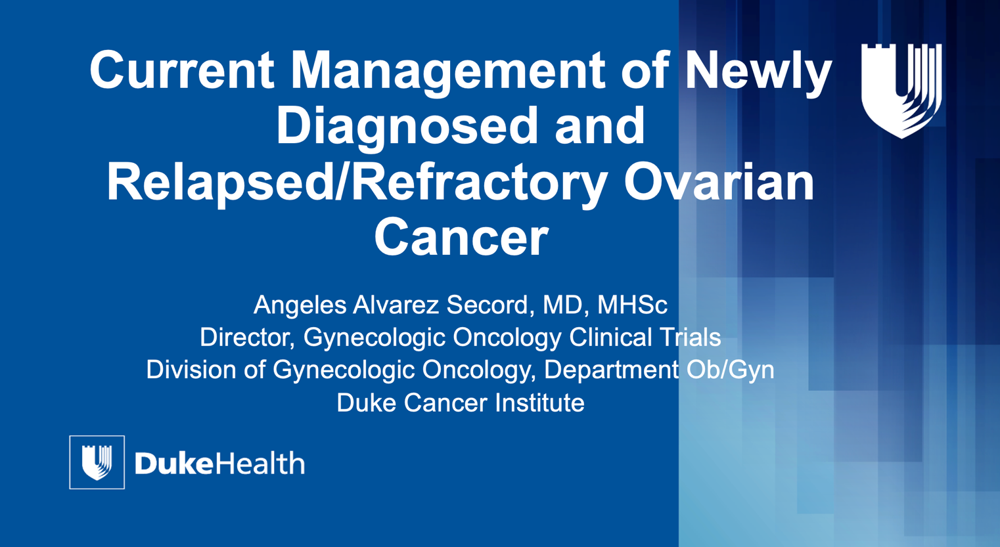 Current Management of Newly
Diagnosed and
Relapsed/Refractory Ovarian
Cancer
Angeles Alvarez Secord, MD, MHSc
Director, Gynecologic Oncology Clinical Trials
Division of Gynecologic Oncology, Department Ob/Gyn
Duke Cancer Institute
DukeHealth